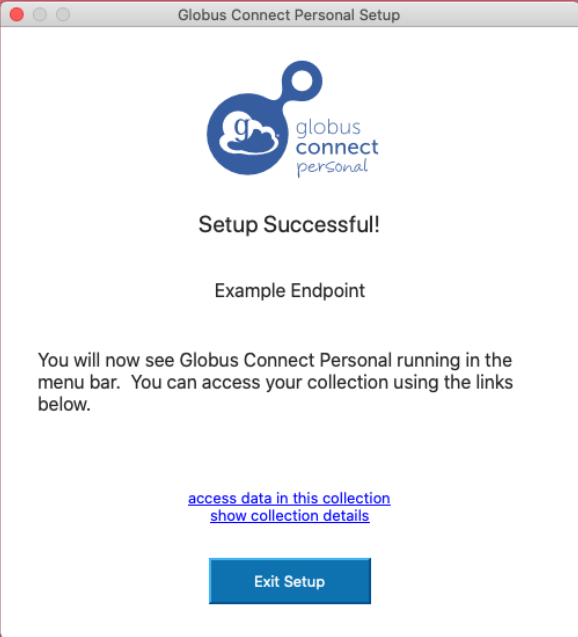 Globus Connect Personal Setup
g
globus
connect
personal
Setup Successful!
Example Endpoint
You will now see Globus Connect Personal running in the
menu bar.  You can access your collection using the links
below.
access data in this collection
show collection details
Exit Setup